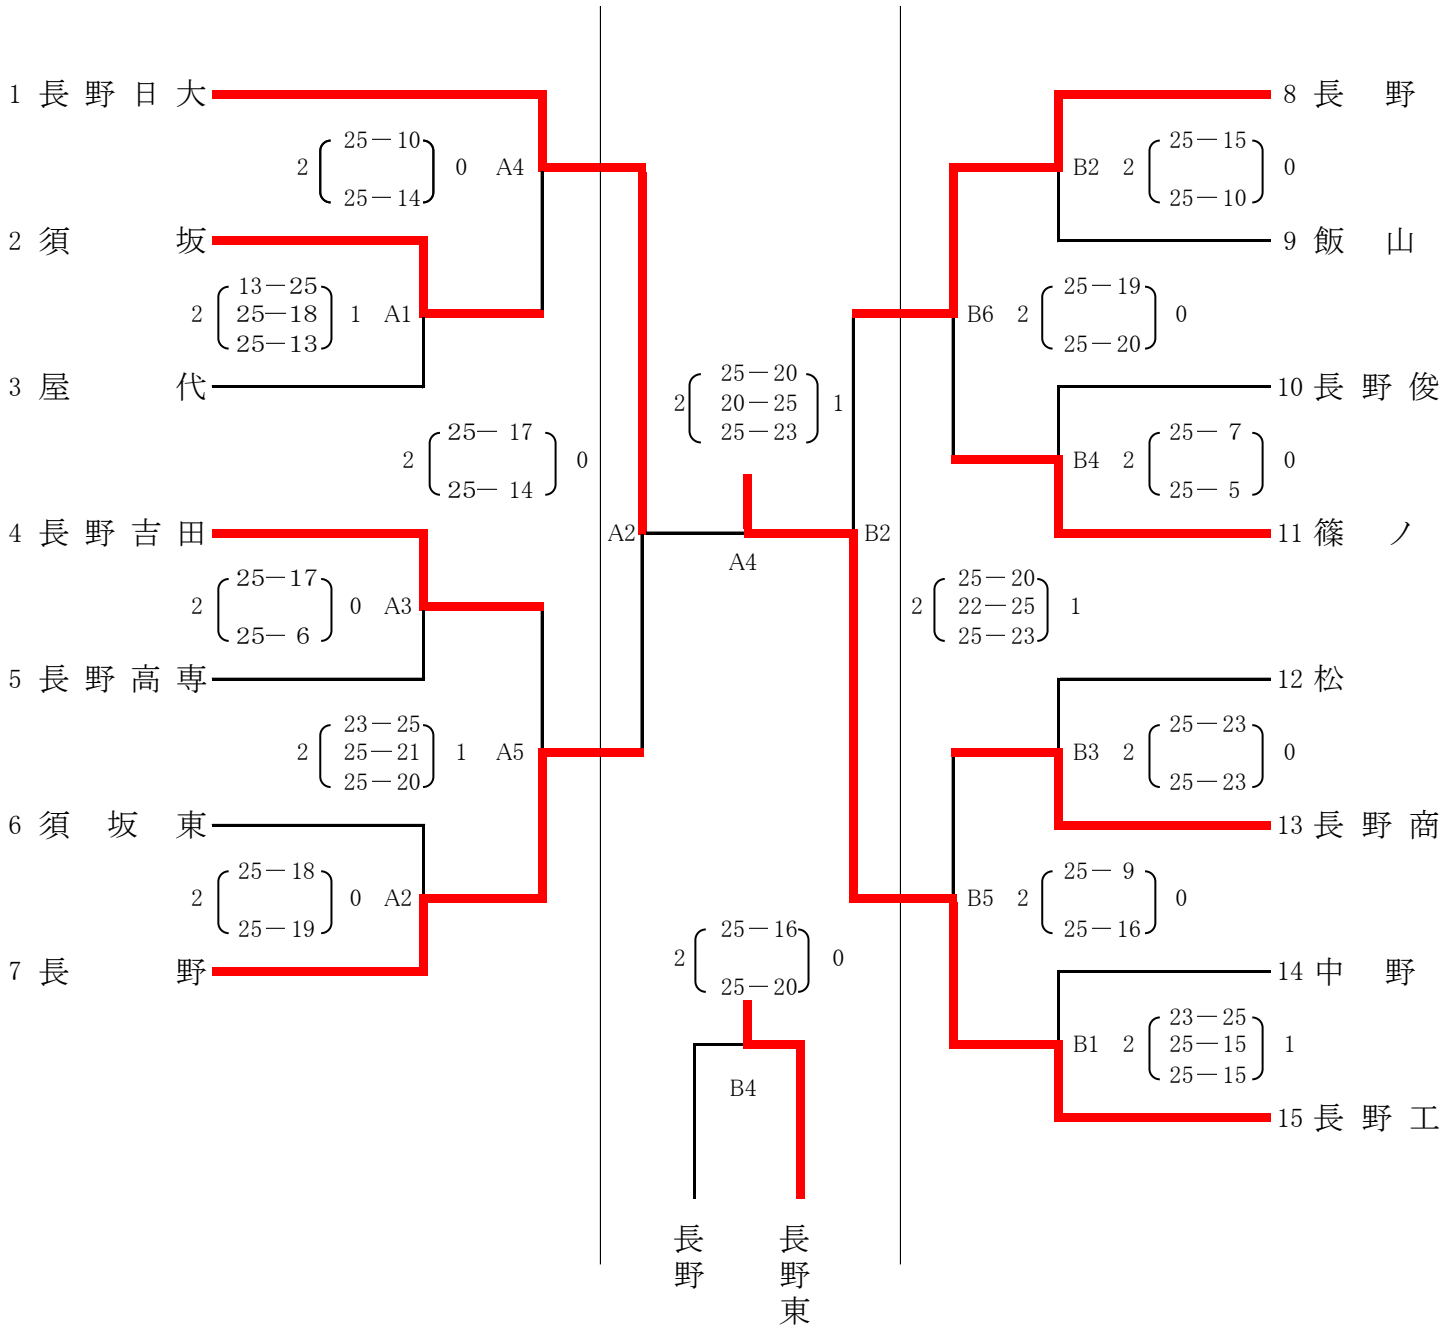 1 長野日大
25－10
2 0 A4
25－14
2 須坂
13－25
2 25－18 1 A1
25－13
3 屋代
25－ 17
2 0
25－ 14
4 長野吉田
25－17
2 0 A3
25－ 6
5 長野高専
23－25
2 25－21 1 A5
25－20
6 須坂東
25－18
2 0 A2
25－19
7 長野
25－20
2 20－25 1
25－23
A2
B2
A4
25－16
2 0
25－20
B4
長野
長野東
8 長野
25－15
B2 2 0
25－10
9 飯山
25－19
B6 2 0
25－20
10 長野俊
25－ 7
B4 2 0
25－ 5
11 篠ノ
25－20
2 22－25 1
25－23
12 松
25－23
B3 2 0
25－23
13 長野商
25－ 9
B5 2 0
25－16
14 中野
23－25
B1 2 25－15 1
25－15
15 長野工